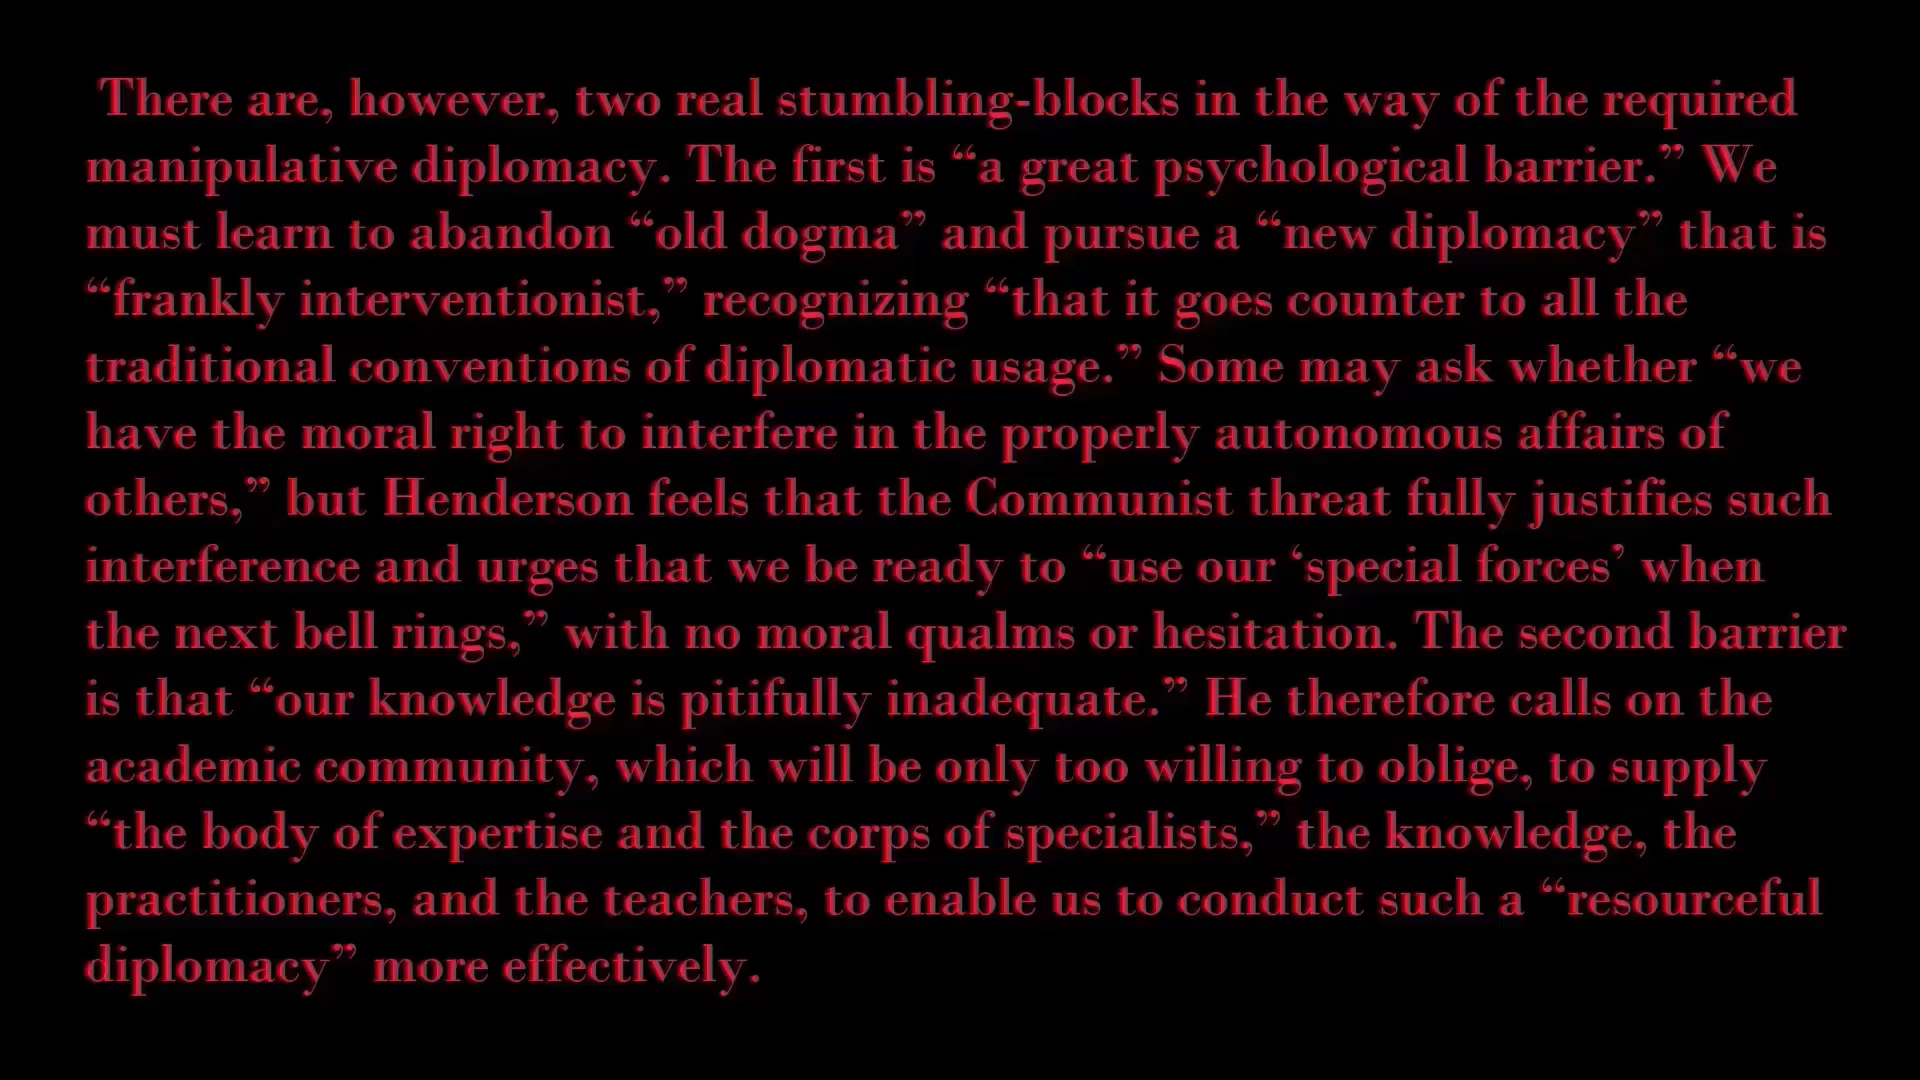 There are, however, two real stumbling-blocks in the way of the required
manipulative diplomacy. The first is “a great psychological barrier.” We
must learn to abandon “old dogma” and pursue a “new diplomacy” that is
“frankly interventionist,” recognizing “that it goes counter to all the
traditional conventions of diplomatic usage.” Some may ask whether “we
have the moral right to interfere in the properly autonomous affairs of
others,” but Henderson feels that the Communist threat fully justifies such
interference and urges that we be ready to “use our ‘special forces’ when
the next bell rings,” with no moral qualms or hesitation. The second barrier
is that “our knowledge is pitifully inadequate.” He therefore calls on the
academic community, which will be only too willing to oblige, to supply
“the body of expertise and the corps of specialists,” the knowledge, the
practitioners, and the teachers, to enable us to conduct such a “resourceful
diplomacy” more effectively.